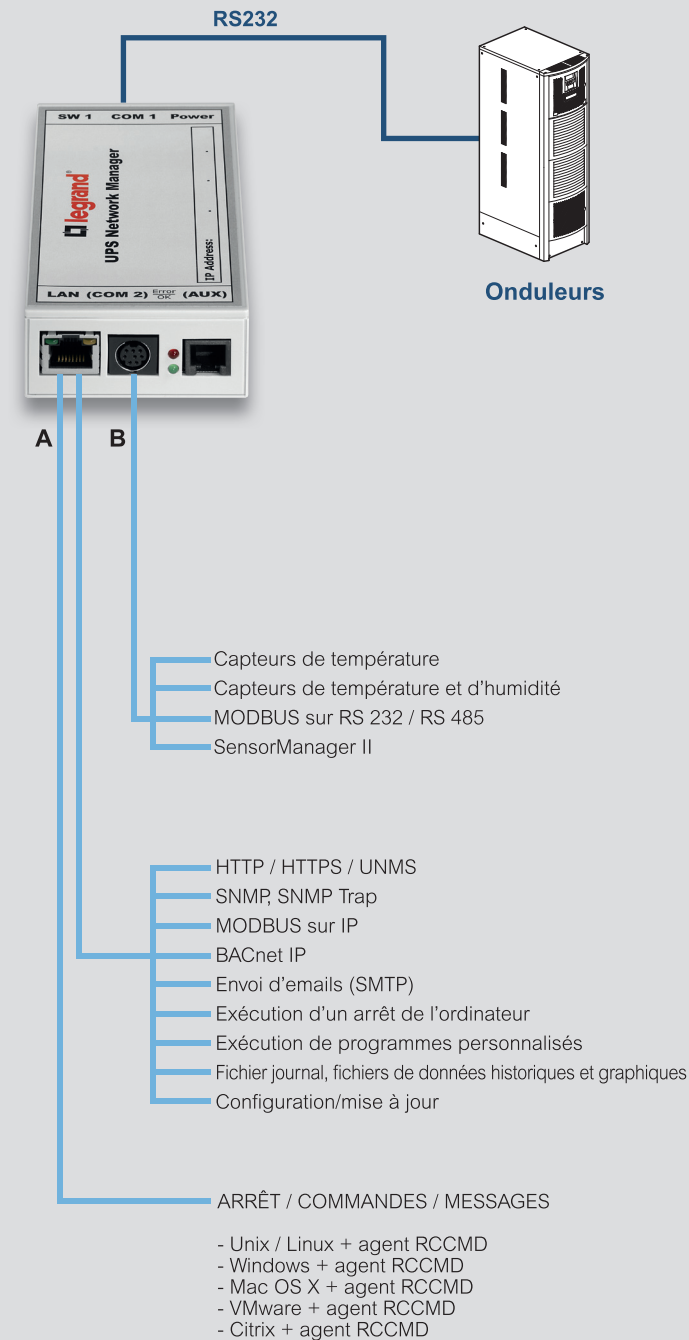 RS232
SW 1 COM 1 Power
legrand®
UPS Network Manager
IP Address: . . .
LAN (COM 2) Error OK (AUX)
Onduleurs
A B
Capteurs de température
Capteurs de température et d'humidité
MODBUS sur RS 232 / RS 485
SensorManager II
HTTP / HTTPS / UNMS
SNMP, SNMP Trap
MODBUS sur IP
BACnet IP
Envoi d'emails (SMTP)
Exécution d'un arrêt de l'ordinateur
Exécution de programmes personnalisés
Fichier journal, fichiers de données historiques et graphiques
Configuration/mise à jour
ARRÊT / COMMANDES / MESSAGES
- Unix / Linux + agent RCCMD
- Windows + agent RCCMD
- Mac OS X + agent RCCMD
- VMware + agent RCCMD
- Citrix + agent RCCMD